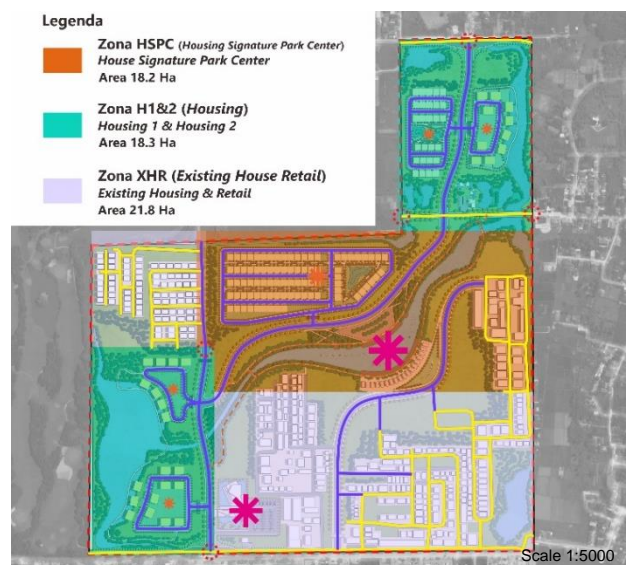 Legenda
Zona HSPC (Housing Signature Park Center)
House Signature Park Center
Area 18.2 Ha
Zona H1&2 (Housing)
Housing 1 & Housing 2
Area 18.3 Ha
Zona XHR (Existing House Retail)
Existing Housing & Retail
Area 21.8 Ha
Scale 1:5000